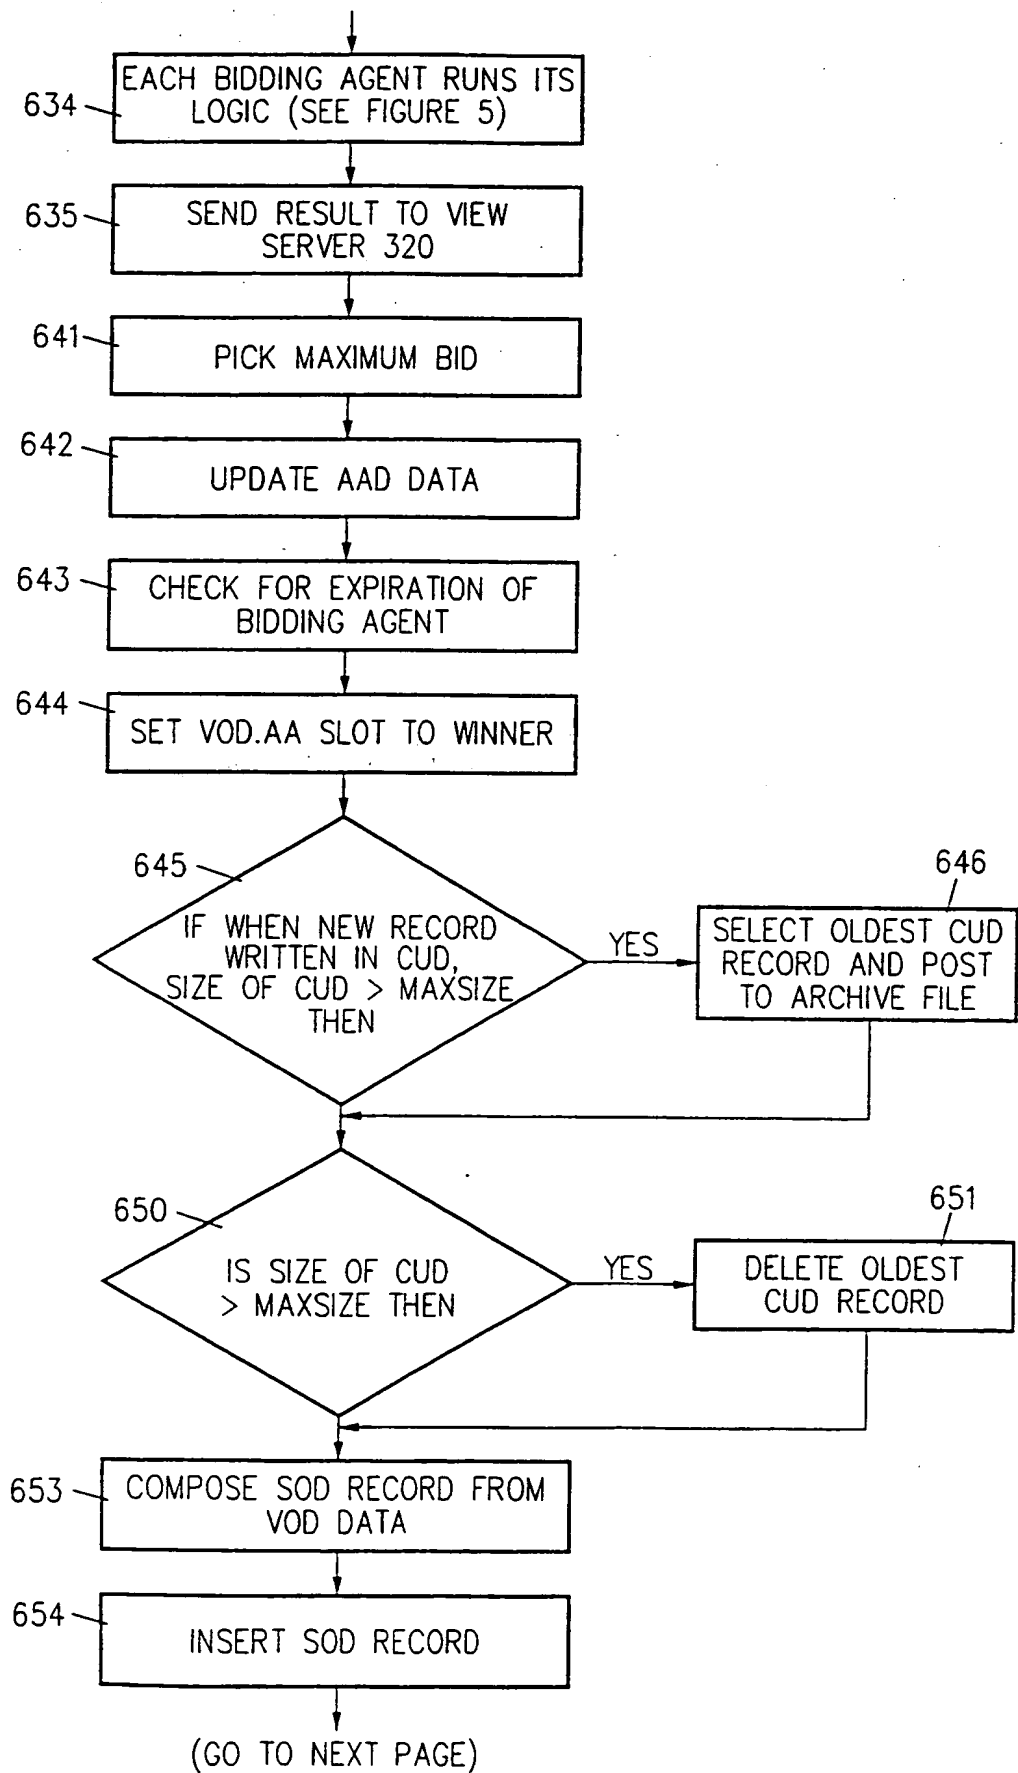 EACH BIDDING AGENT RUNS ITS
LOGIC (SEE FIGURE 5)
634
SEND RESULT TO VIEW
SERVER 320
635
641
PICK MAXIMUM BID
642
UPDATE AAD DATA
643
CHECK FOR EXPIRATION OF
BIDDING AGENT
644
SET VOD.AA SLOT TO WINNER
645
IF WHEN NEW RECORD
WRITTEN IN CUD,
SIZE OF CUD > MAXSIZE
THEN
YES
646
SELECT OLDEST CUD
RECORD AND POST
TO ARCHIVE FILE
650
IS SIZE OF CUD
> MAXSIZE THEN
YES
651
DELETE OLDEST
CUD RECORD
653
COMPOSE SOD RECORD FROM
VOD DATA
654
INSERT SOD RECORD
(GO TO NEXT PAGE)